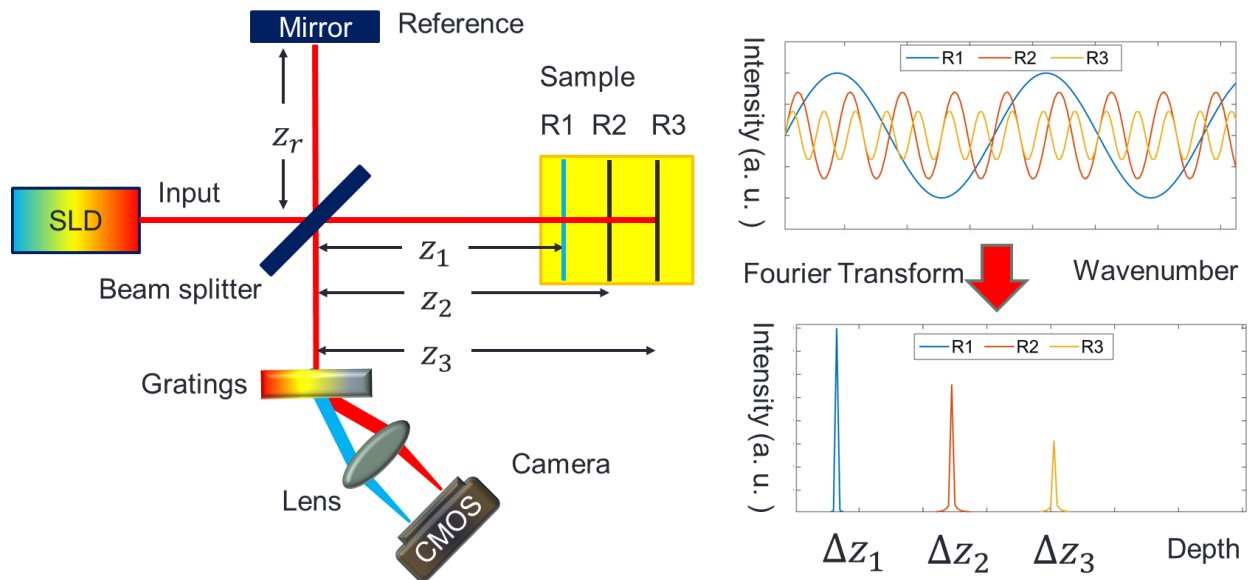 Mirror
Reference
z_r
Sample
R1 R2 R3
Input
SLD
Beam splitter
z_1
z_2
z_3
Gratings
Lens
Camera
CMOS
Intensity (a. u. )
R1 R2 R3
Fourier Transform
Wavenumber
Intensity (a. u. )
R1 R2 R3
Δz_1 Δz_2 Δz_3
Depth